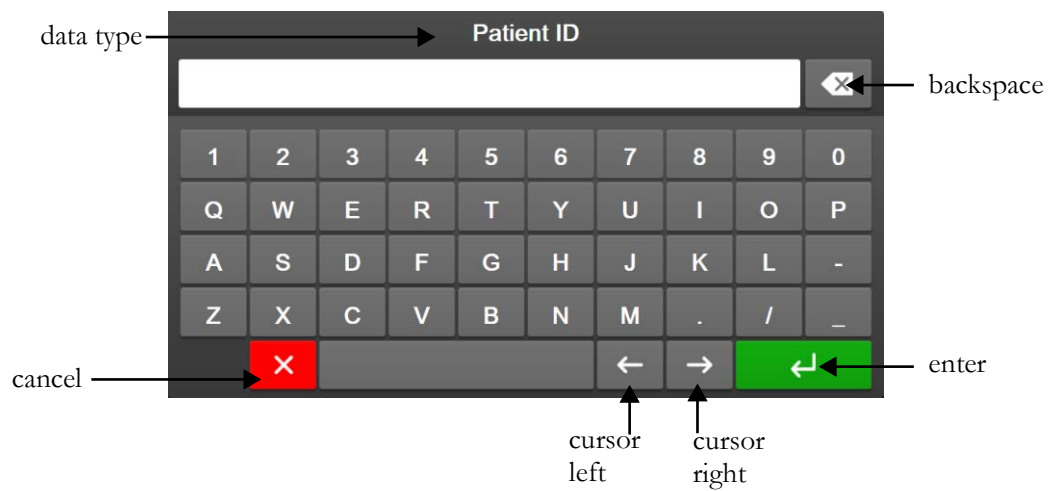 data type
Patient ID
backspace
1 2 3 4 5 6 7 8 9 0
Q W E R T Y U I O P
A S D F G H J K L -
Z X C V B N M . / _
cancel
enter
cursor
left
cursor
right